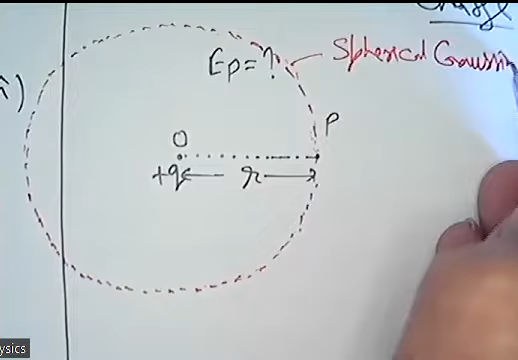 Ep = ?
Spherical Gaussian
P
O
+q
r
ysics